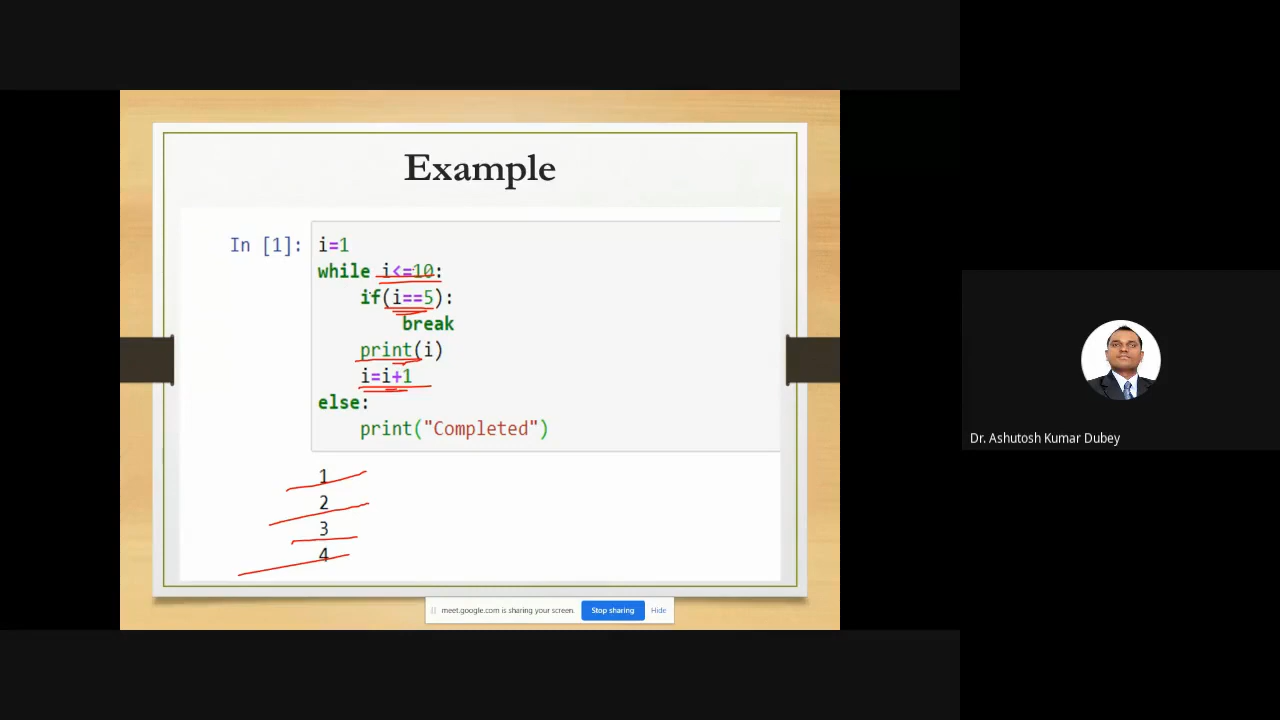 Example
In [1]: i=1
while i<=10:
if(i==5):
break
print(i)
i=i+1
else:
print("Completed")
1
2
3
4
meet.google.com is sharing your screen. Stop sharing Hide
Dr. Ashutosh Kumar Dubey